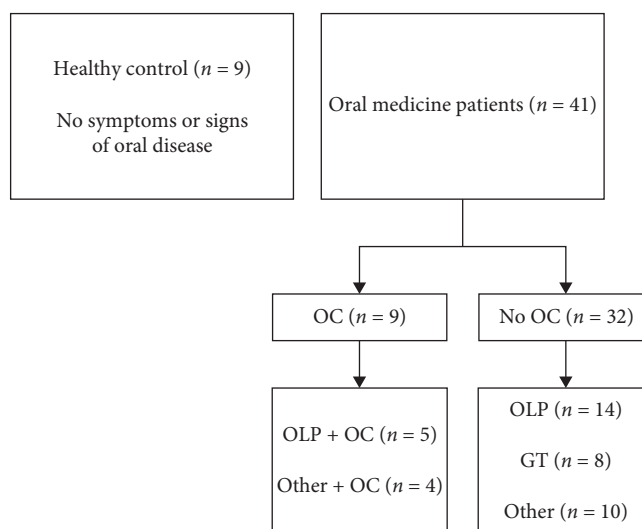 Healthy control (n = 9)
No symptoms or signs
of oral disease
Oral medicine patients (n = 41)
OC (n = 9)
No OC (n = 32)
OLP + OC (n = 5)
Other + OC (n = 4)
OLP (n = 14)
GT (n = 8)
Other (n = 10)